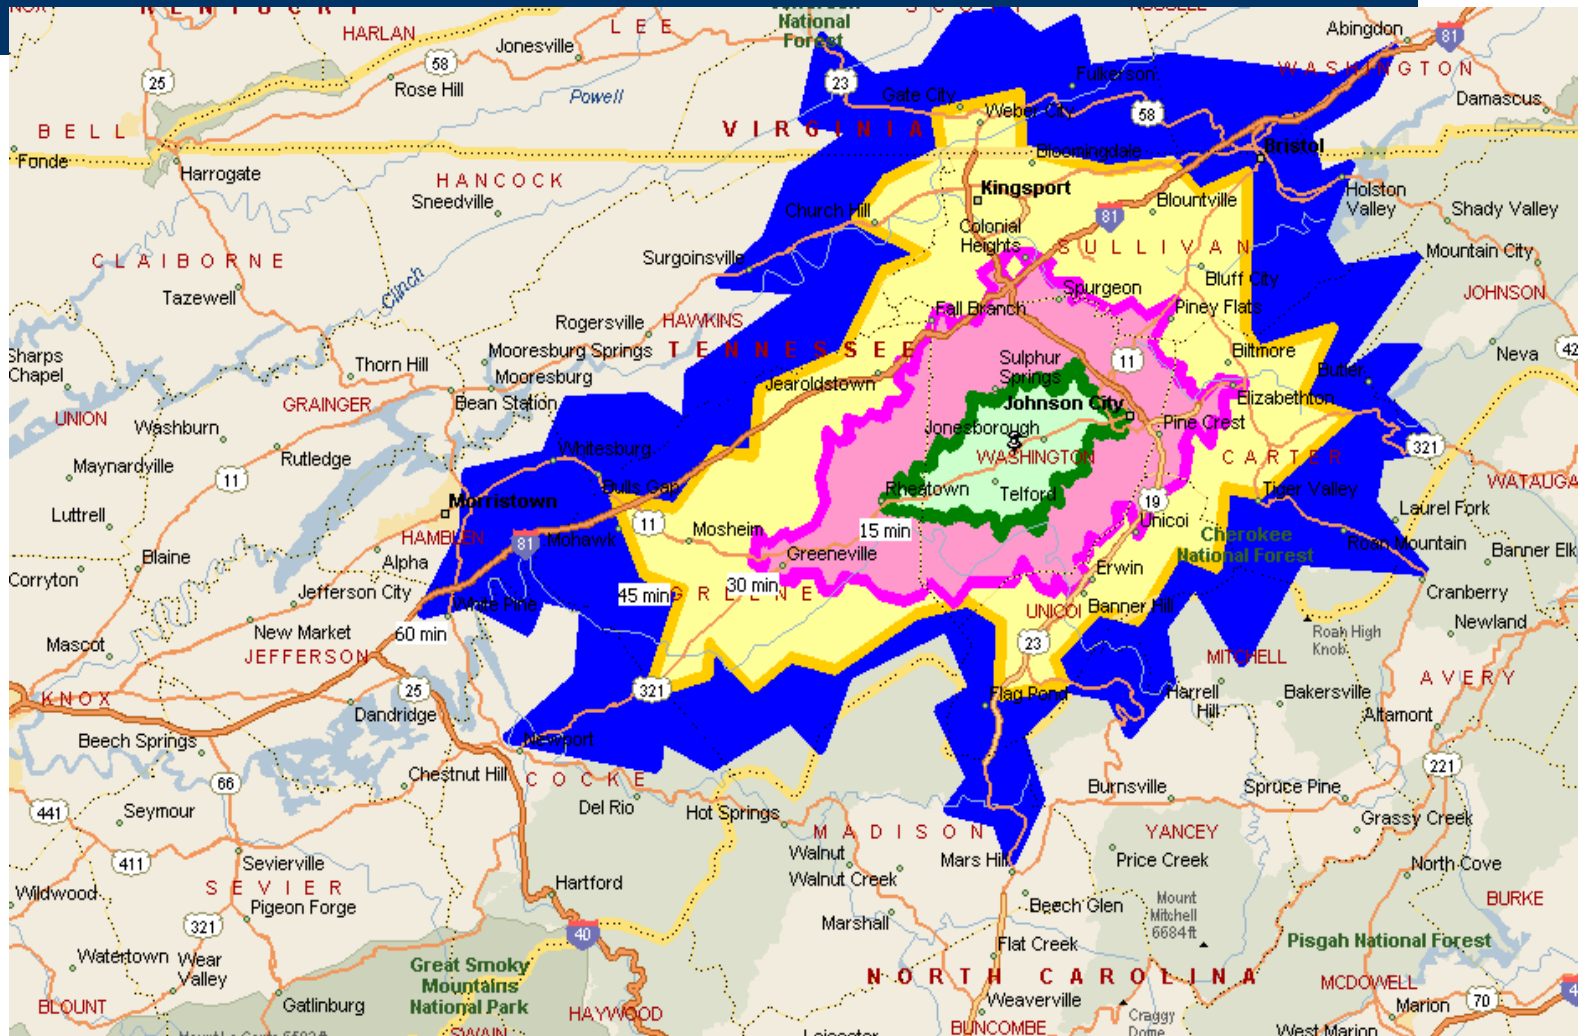 KENTUCKY
NOX
National
Forest
SCOTT
RUSSELL
HARLAN
LEE
Jonesville
58
25
Rose Hill
Powell
23
Gate City
Weber City
Fulkerson
58
Abingdon
81
WASHINGTON
Damascus
BELL
VIRGINIA
Fonde
Harrogate
HANCOCK
Sneedville
Bloomingdale
Bristol
Kingsport
Holston
Valley
Shady Valley
Church Hill
Colonial
Heights
81
Blountville
SULLIVAN
Mountain City
CLAIBORNE
Tazewell
Clinch
Surgoinsville
Bluff City
JOHNSON
Spurgeon
Piney Flats
Fall Branch
Rogersville
HAWKINS
TENNESSEE
Sharps
Chapel
Thorn Hill
Mooresburg Springs
Mooresburg
Sulphur
Springs
11
Biltmore
Neva
42
Butler
Jearoldstown
Elizabethton
UNION
GRAINGER
Bean Station
Johnson City
Washburn
Jonesborough
Pine Crest
321
Rutledge
Whitesburg
WASHINGTON
CARTER
Maynardville
11
Bulls Gap
Rheatown
Telford
Tiger Valley
WATAUGA
Morristown
19
Laurel Fork
Luttrell
11
Mosheim
15 min
Unicoi
Cherokee
National Forest
HAMBLEN
81
Mohawk
Roan Mountain
Banner Elk
Blaine
Alpha
Greeneville
Corryton
Jefferson City
45 min
30 min
GREENE
Erwin
Cranberry
White Pine
UNICOI
Banner Hill
Newland
New Market
60 min
Roan High
Knob
Mascot
JEFFERSON
23
MITCHELL
AVERY
KNOX
25
321
Flag Pond
Harrell
Hill
Bakersville
Dandridge
Altamont
Beech Springs
Newport
221
66
Chestnut Hill
COCKE
Burnsville
Spruce Pine
441
Seymour
Del Rio
Hot Springs
Grassy Creek
MADISON
YANCEY
411
Sevierville
Walnut
Mars Hill
Price Creek
North Cove
Wildwood
SEVIER
Hartford
Walnut Creek
Pigeon Forge
Beech Glen
Mount
Mitchell
6684ft
BURKE
321
40
Marshall
Flat Creek
Pisgah National Forest
Watertown
Wear
Valley
Great Smoky
Mountains
National Park
NORTH CAROLINA
MCDOWELL
BLOUNT
Gatlinburg
HAYWOOD
Weaverville
Marion
70
SWAIN
BUNCOMBE
Craggy
Dome
West Marion